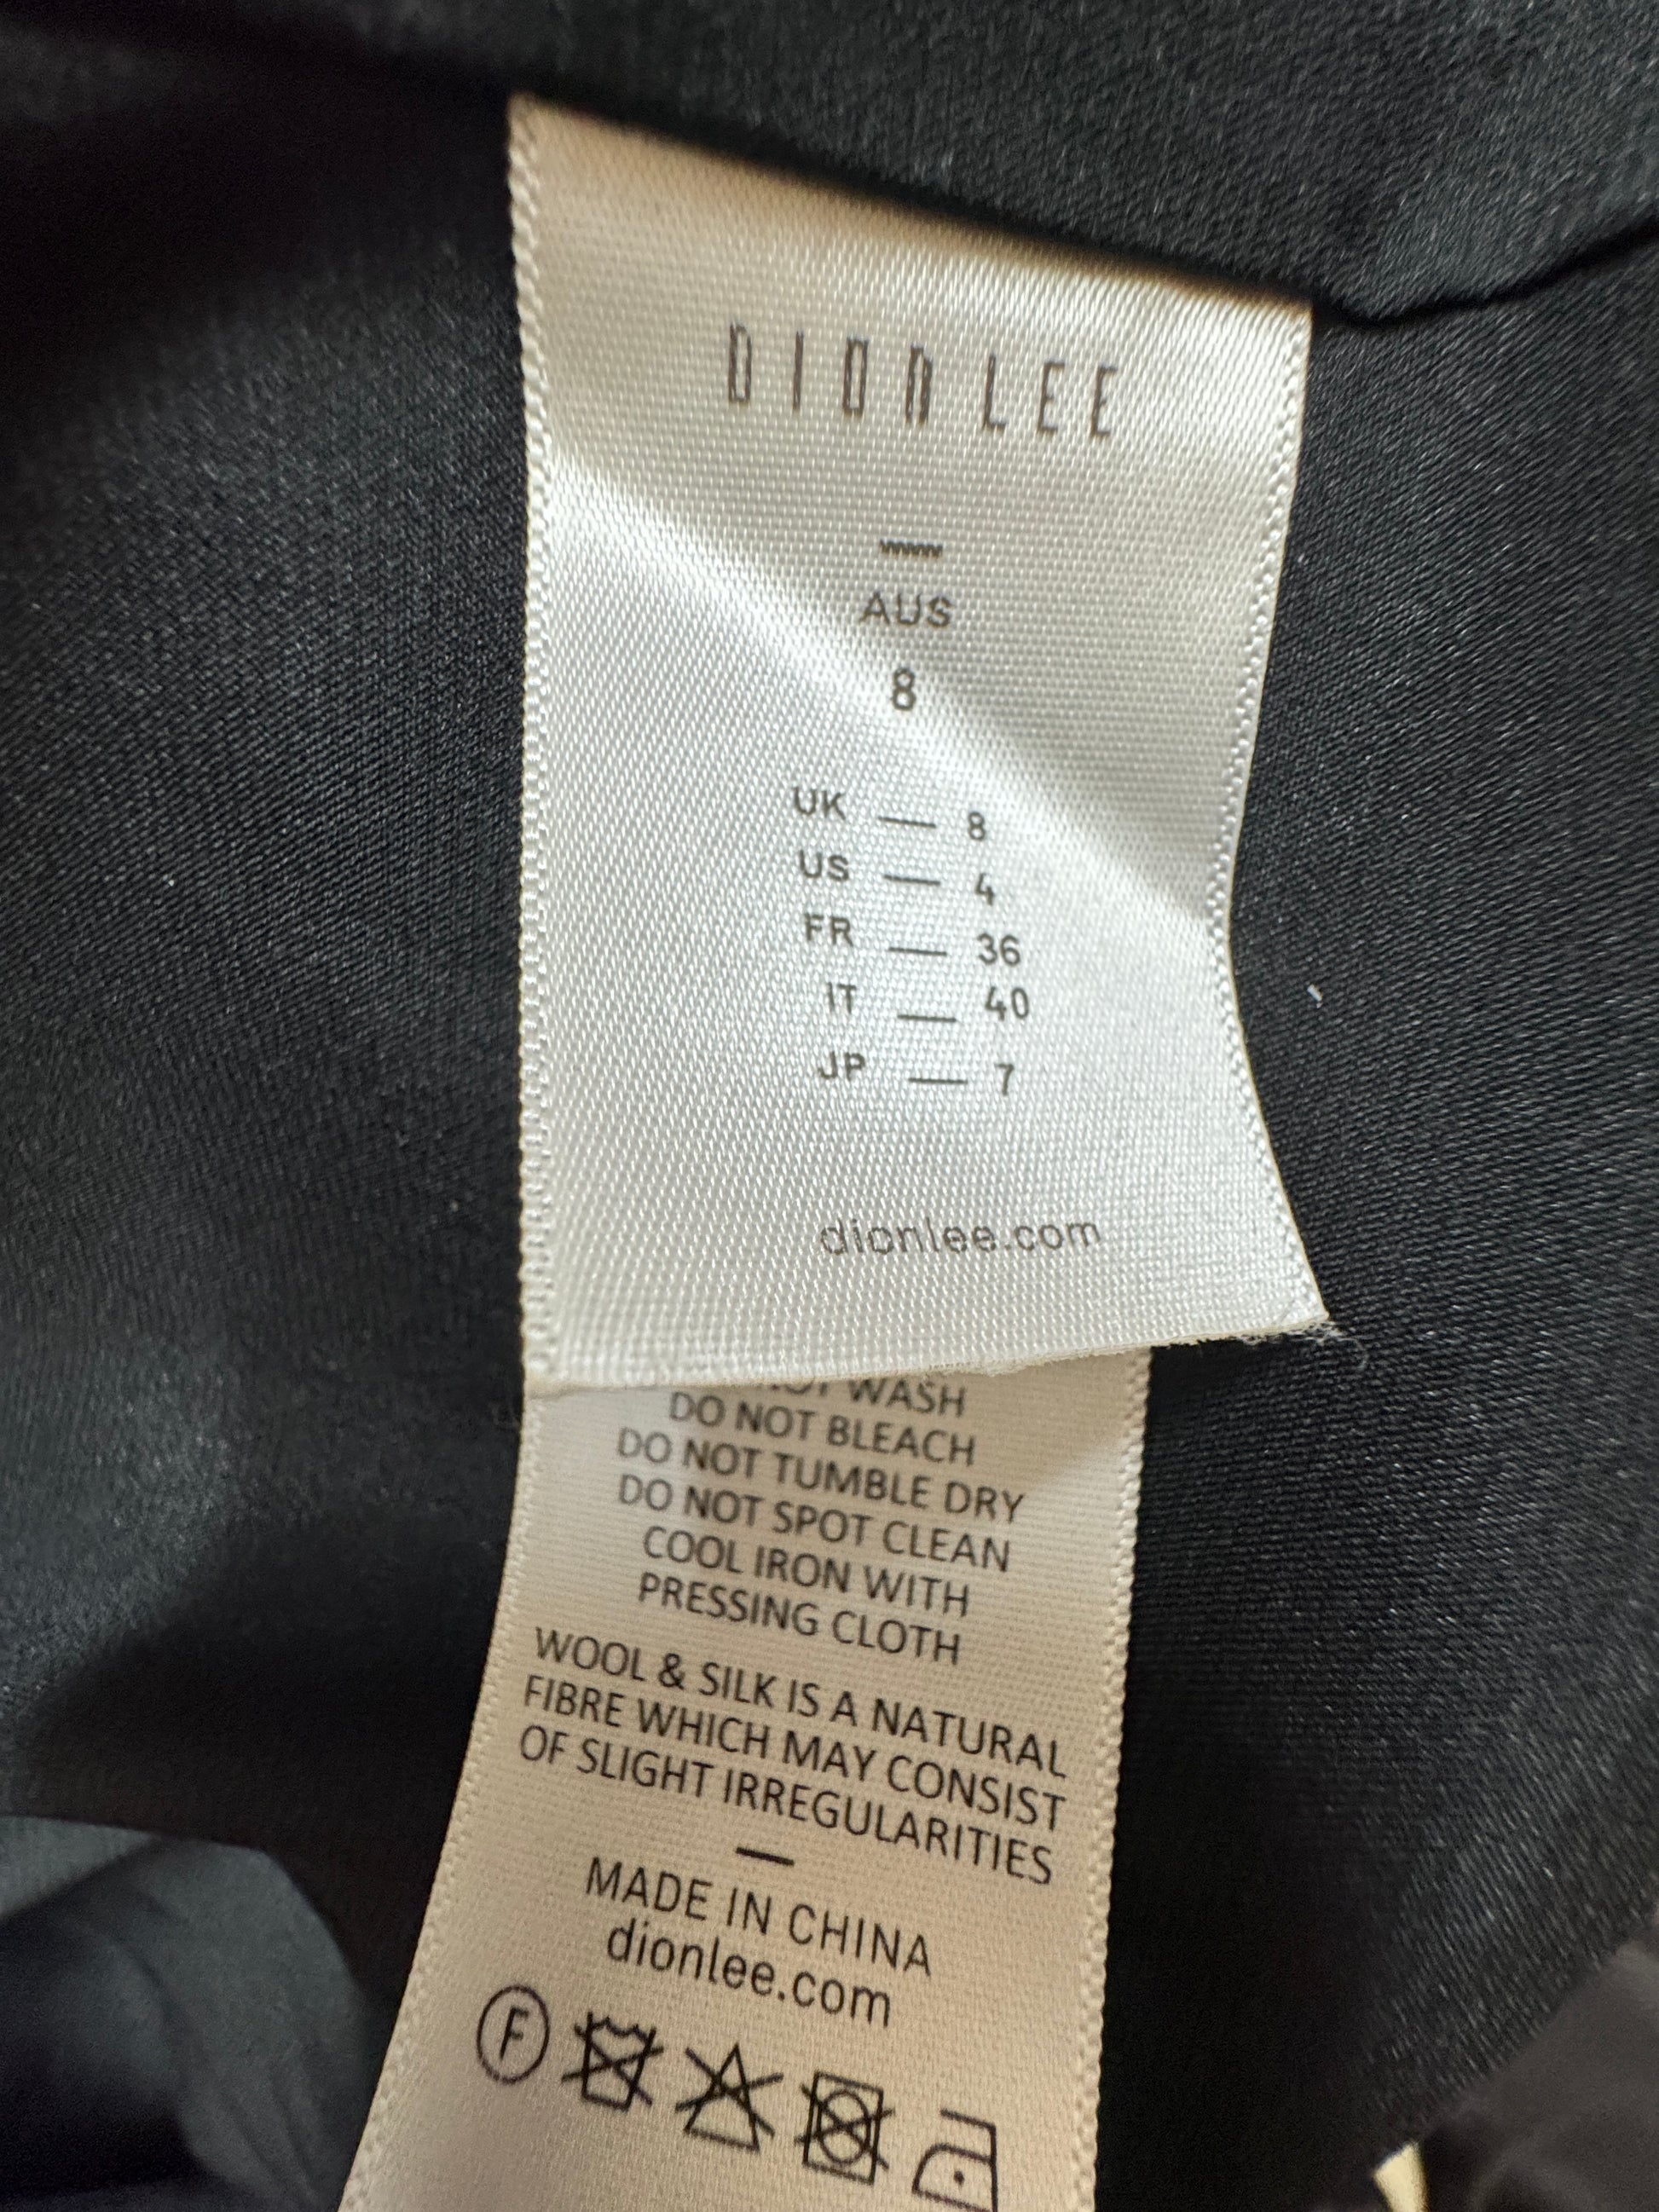 DION LEE
AUS
8
UK — 8
US — 4
FR — 36
IT — 40
JP — 7
dionlee.com
WASH
DO NOT BLEACH
DO NOT TUMBLE DRY
DO NOT SPOT CLEAN
COOL IRON WITH
PRESSING CLOTH
WOOL & SILK IS A NATURAL
FIBRE WHICH MAY CONSIST
OF SLIGHT IRREGULARITIES
—
MADE IN CHINA
dionlee.com
F